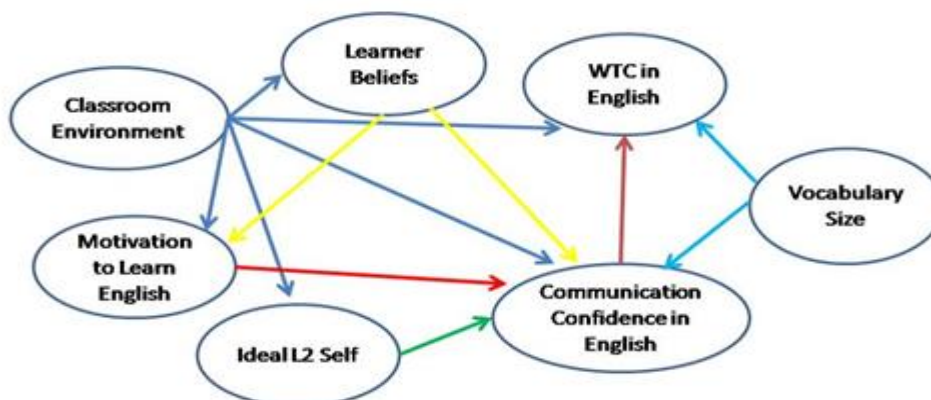 Learner
Beliefs
WTC in
English
Classroom
Environment
Vocabulary
Size
Motivation
to Learn
English
Communication
Confidence in
English
Ideal L2 Self